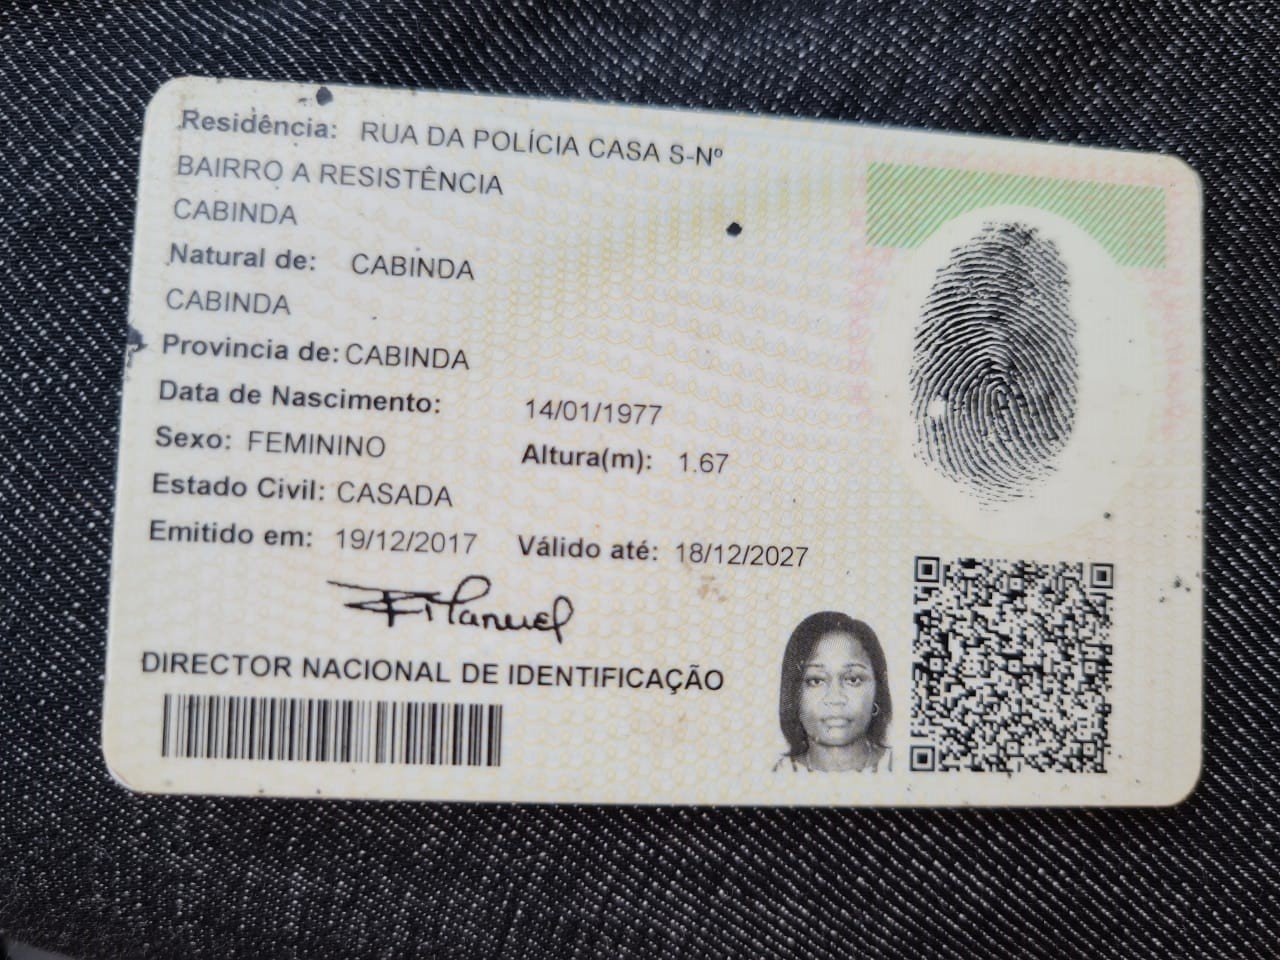 Residência: RUA DA POLÍCIA CASA S-Nº
BAIRRO A RESISTÊNCIA
CABINDA
Natural de: CABINDA
CABINDA
Provincia de: CABINDA
Data de Nascimento: 14/01/1977
Sexo: FEMININO Altura(m): 1.67
Estado Civil: CASADA
Emitido em: 19/12/2017 Válido até: 18/12/2027
Manuel
DIRECTOR NACIONAL DE IDENTIFICAÇÃO